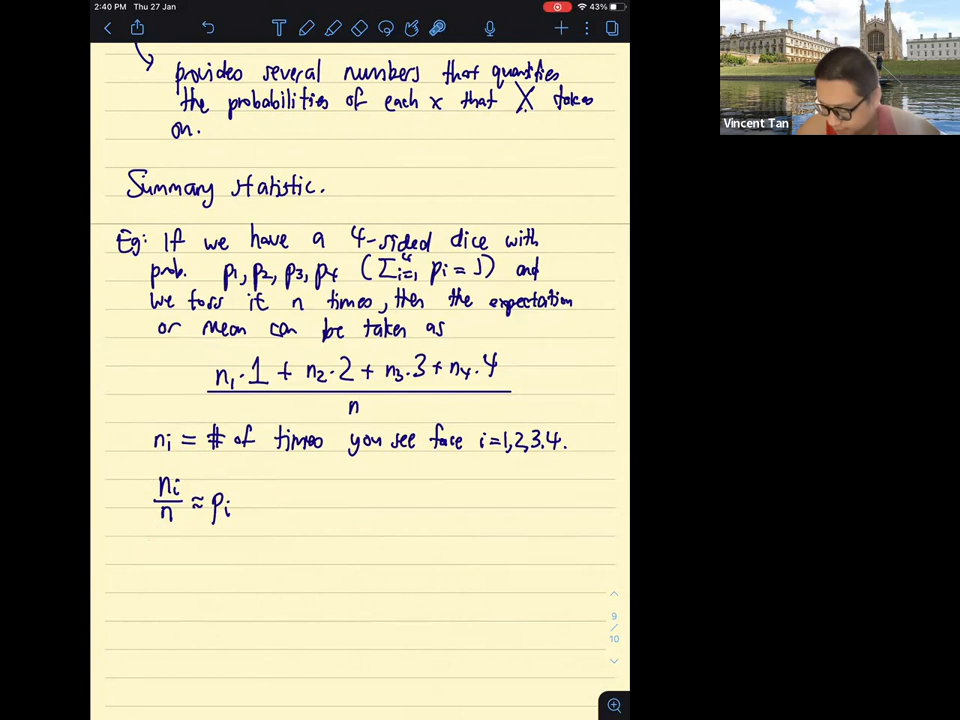 2:40 PM Thu 27 Jan
43%
provides several numbers that quantifies
the probabilities of each x that X takes
on.
Vincent Tan
Summary statistic.
Eg: If we have a 4-sided dice with
prob. p1, p2, p3, p4 (Σ⁴ᵢ₌₁ pi = 1) and
we toss it n times, then the expectation
or mean can be taken as
n1·1 + n2·2 + n3·3 + n4·4
n
ni = # of times you see face i=1,2,3,4.
ni
n ≈ pi
9
/
10